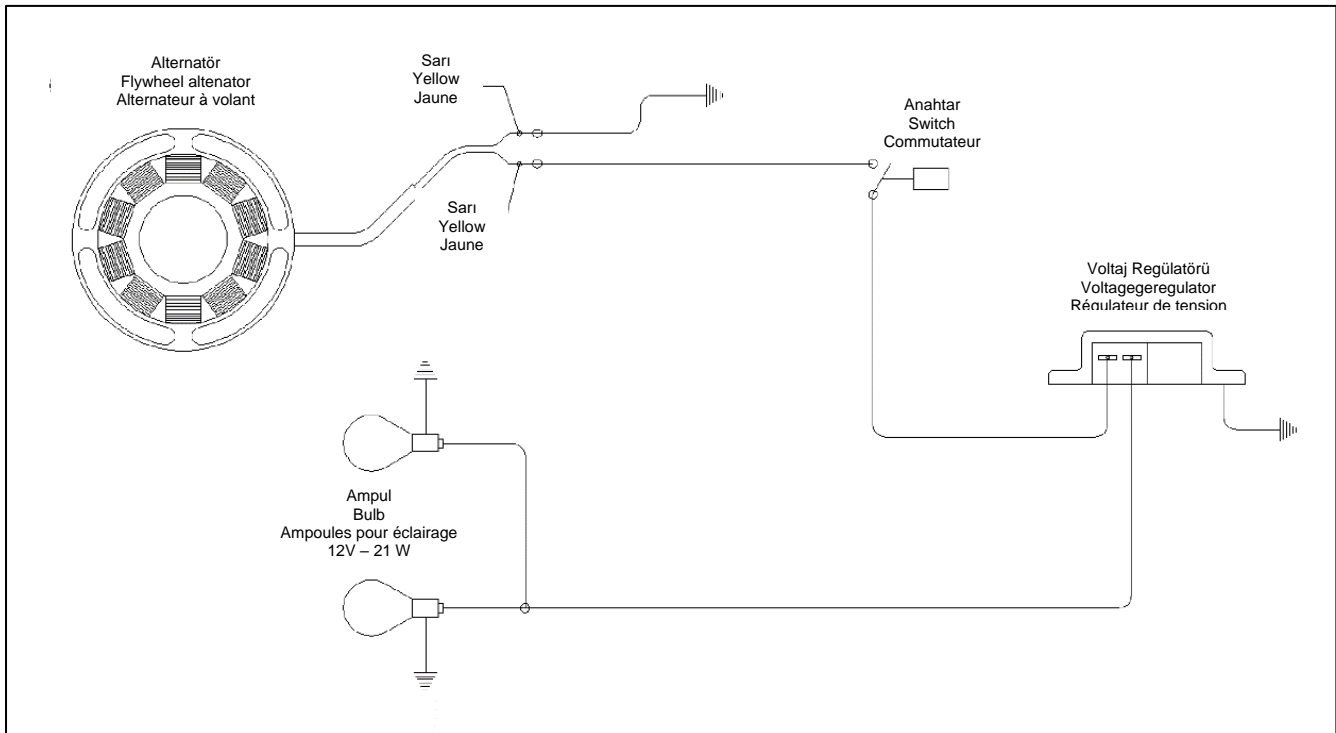 Alternatör
Flywheel altenator
Alternateur à volant
Sarı
Yellow
Jaune
Anahtar
Switch
Commutateur
Sarı
Yellow
Jaune
Voltaj Regülatörü
Voltagegeregulator
Régulateur de tension
Ampul
Bulb
Ampoules pour éclairage
12V – 21 W